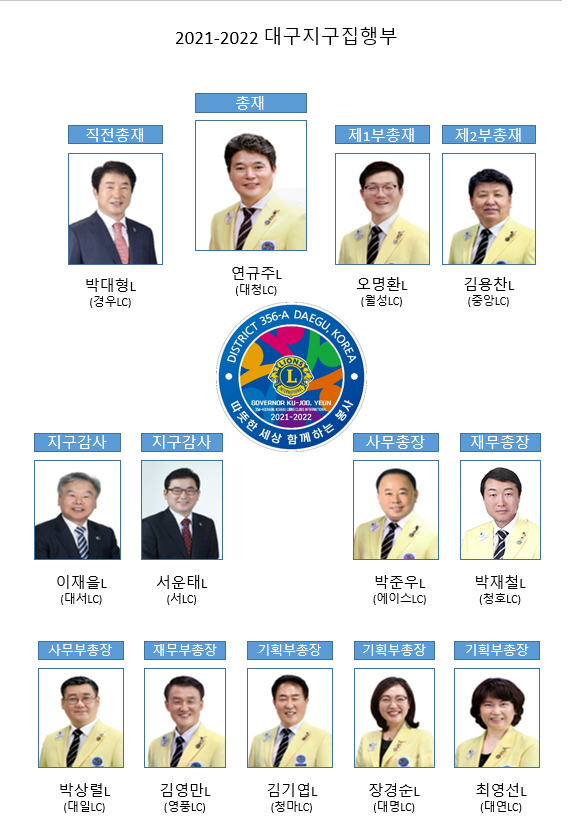 2021-2022 대구지구집행부
총재
직전총재
제1부총재
제2부총재
연규주L
(대청LC)
박대형L
(경우LC)
오명환L
(월성LC)
김용찬L
(중앙LC)
DISTRICT 356-A DAEGU, KOREA
LIONS
L
INTERNATIONAL
GOVERNOR KU-JOO, YEUN
2021-2022
따뜻한 세상 함께하는 봉사
지구감사
지구감사
사무총장
재무총장
이재율L
(대서LC)
서운태L
(서LC)
박준우L
(에이스LC)
박재철L
(청호LC)
사무부총장
재무부총장
기획부총장
기획부총장
기획부총장
박상렬L
(대일LC)
김영만L
(영풍LC)
김기엽L
(청마LC)
장경순L
(대명LC)
최영선L
(대연LC)